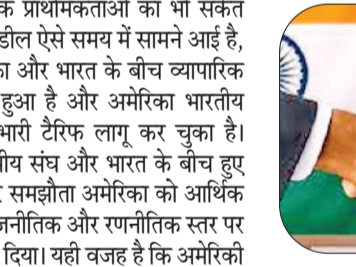 क प्राथमिकताओं का भी संकेत
डील ऐसे समय में सामने आई है,
का और भारत के बीच व्यापारिक
हुआ है और अमेरिका भारतीय
भारी टैरिफ लागू कर चुका है।
ीय संघ और भारत के बीच हुए
समझौता अमेरिका को आर्थिक
जनीतिक और रणनीतिक स्तर पर
दिया। यही वजह है कि अमेरिकी